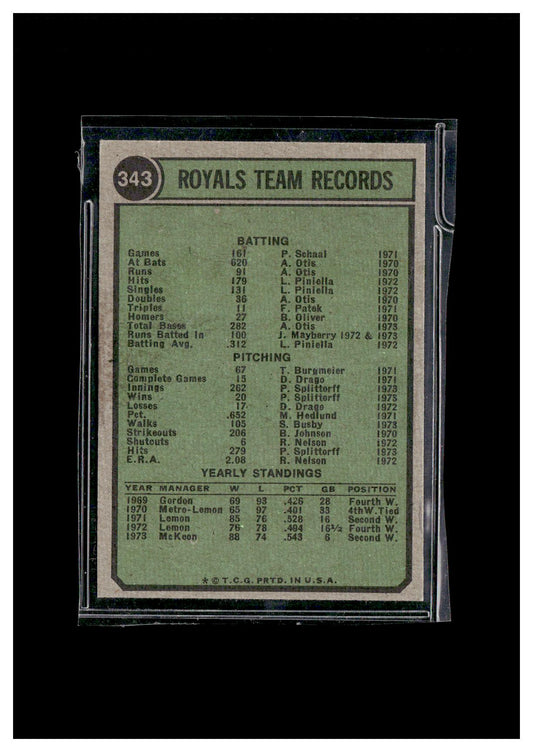 343 ROYALS TEAM RECORDS
BATTING
Games 161 P. Schaal 1971
At Bats 620 A. Otis 1970
Runs 91 A. Otis 1970
Hits 179 L. Piniella 1972
Singles 131 L. Piniella 1972
Doubles 36 A. Otis 1970
Triples 11 F. Patek 1971
Homers 27 B. Oliver 1970
Total Bases 282 A. Otis 1973
Runs Batted In 100 J. Mayberry 1972 & 1973
Batting Avg. .312 L. Piniella 1972
PITCHING
Games 67 T. Burgmeier 1971
Complete Games 15 D. Drago 1971
Innings 262 P. Splittorff 1973
Wins 20 P. Splittorff 1973
Losses 17 D. Drago 1972
Pct. .652 M. Hedlund 1971
Walks 105 S. Busby 1973
Strikeouts 206 B. Johnson 1970
Shutouts 6 R. Nelson 1972
Hits 279 P. Splittorff 1973
E.R.A. 2.08 R. Nelson 1972
YEARLY STANDINGS
YEAR MANAGER W L PCT GB POSITION
1969 Gordon 69 93 .426 28 Fourth W.
1970 Metro-Lemon 65 97 .401 33 4th W. Tied
1971 Lemon 85 76 .528 16 Second W.
1972 Lemon 76 78 .494 16½ Fourth W.
1973 McKeon 88 74 .543 6 Second W.
* © T.C.G. PRTD. IN U.S.A.